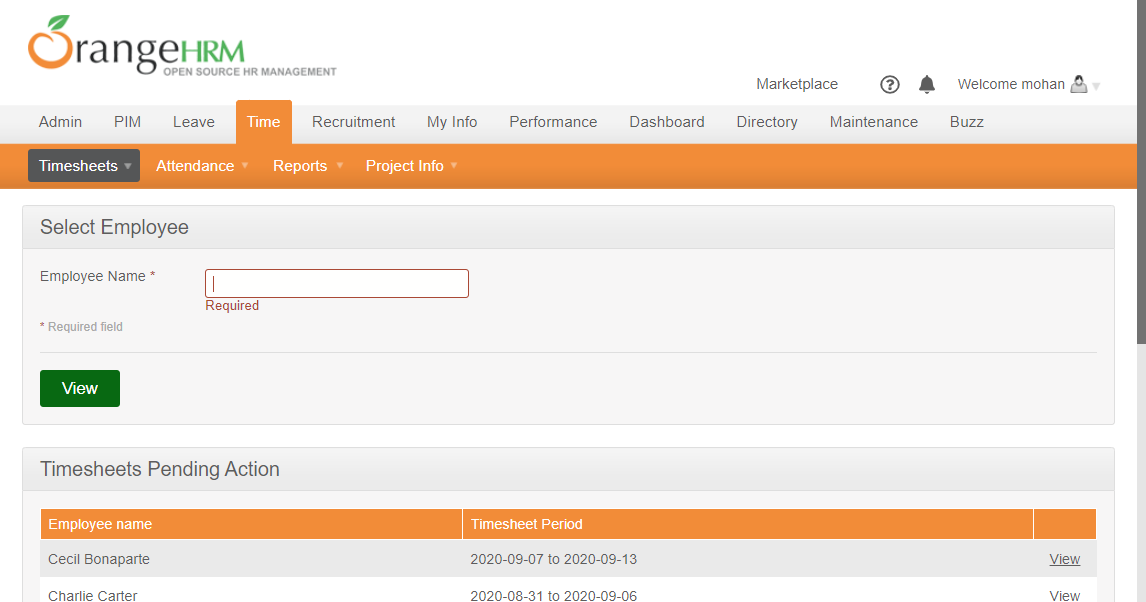 OrangeHRM
OPEN SOURCE HR MANAGEMENT
Marketplace ? Welcome mohan
Admin PIM Leave Time Recruitment My Info Performance Dashboard Directory Maintenance Buzz
Timesheets Attendance Reports Project Info
Select Employee
Employee Name *
Required
* Required field
View
Timesheets Pending Action
Employee name Timesheet Period
Cecil Bonaparte 2020-09-07 to 2020-09-13 View
Charlie Carter 2020-08-31 to 2020-09-06 View